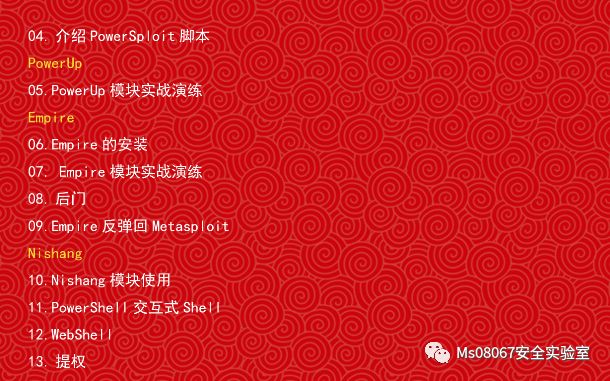 04. 介绍 PowerSploit 脚本
PowerUp
05.PowerUp 模块实战演练
Empire
06.Empire 的安装
07. Empire 模块实战演练
08. 后门
09.Empire 反弹回 Metasploit
Nishang
10.Nishang 模块使用
11.PowerShell 交互式 Shell
12.WebShell
13. 提权
Ms08067安全实验室